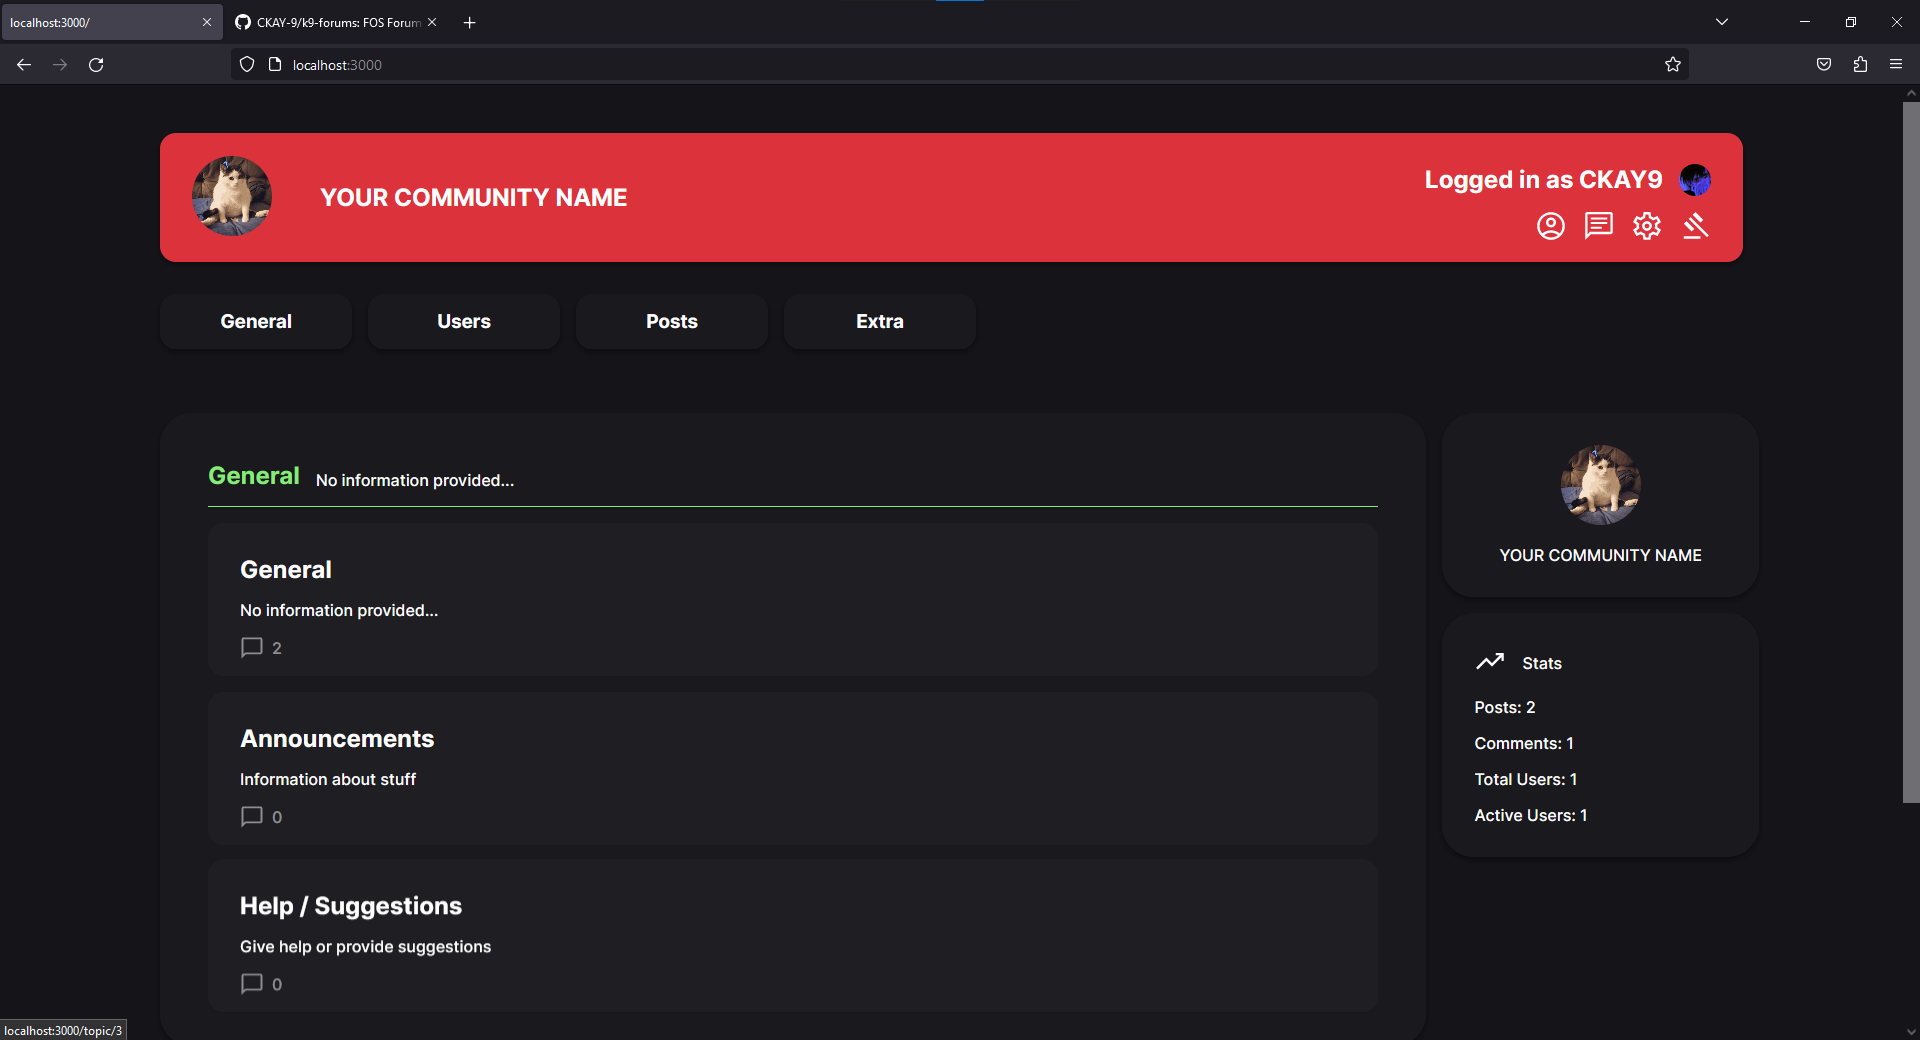 localhost:3000/
CKAY-9/k9-forums: FOS Forum
localhost:3000
YOUR COMMUNITY NAME
Logged in as CKAY9
General
Users
Posts
Extra
General No information provided...
General
No information provided...
2
Announcements
Information about stuff
0
Help / Suggestions
Give help or provide suggestions
0
YOUR COMMUNITY NAME
Stats
Posts: 2
Comments: 1
Total Users: 1
Active Users: 1
localhost:3000/topic/3